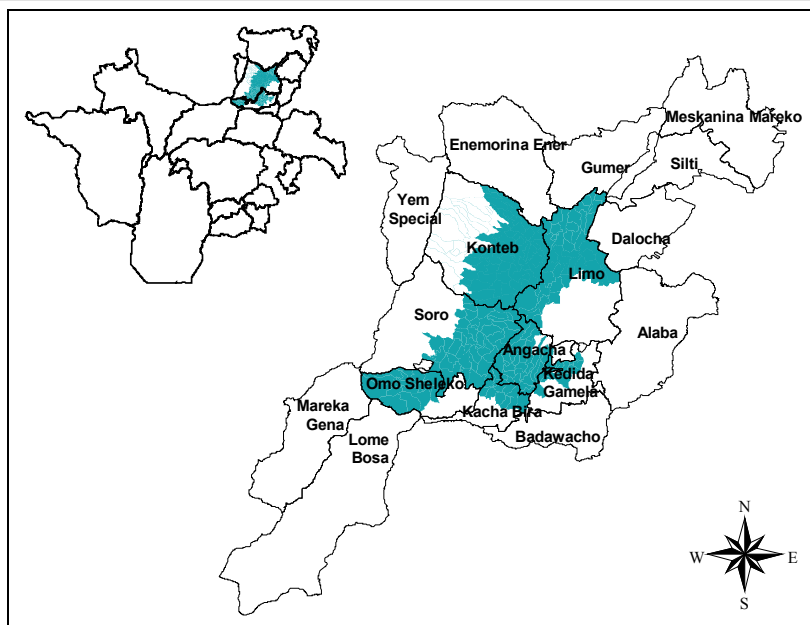 Meskanina Mareko
Enemorina Ener
Gumer
Silti
Yem
Special
Konteb
Dalocha
Limo
Soro
Alaba
Angacha
Omo Sheleko
Kedida
Gamela
Mareka
Gena
Kacha Bira
Lome
Bosa
Badawacho
N
W
E
S